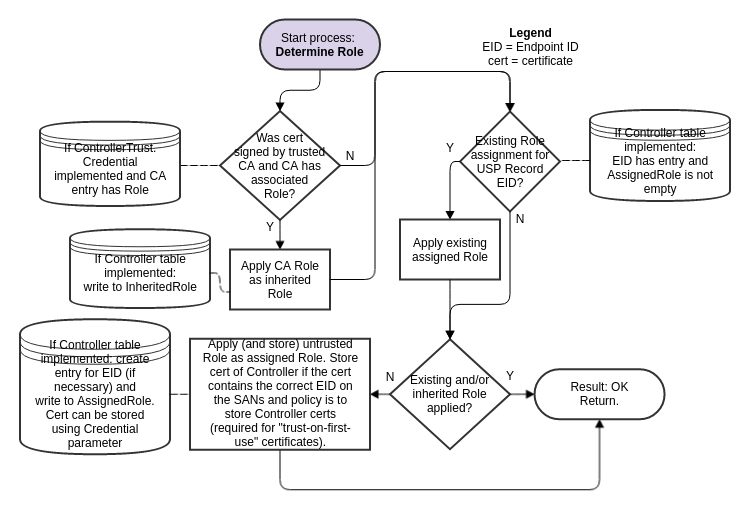 Start process:
Determine Role
Legend
EID = Endpoint ID
cert = certificate
If ControllerTrust.
Credential
implemented and CA
entry has Role
Was cert
signed by trusted
CA and CA has
associated
Role?
N
Y
Existing Role
assignment for
USP Record
EID?
Y
N
If Controller table
implemented:
EID has entry and
AssignedRole is not
empty
If Controller table
implemented:
write to InheritedRole
Apply CA Role
as inherited
Role
Apply existing
assigned Role
If Controller table
implemented: create
entry for EID (if
necessary) and
write to AssignedRole.
Cert can be stored
using Credential
parameter
Apply (and store) untrusted
Role as assigned Role. Store
cert of Controller if the cert
contains the correct EID on
the SANs and policy is to
store Controller certs
(required for "trust-on-first-
use" certificates).
N
Existing and/or
inherited Role
applied?
Y
Result: OK
Return.